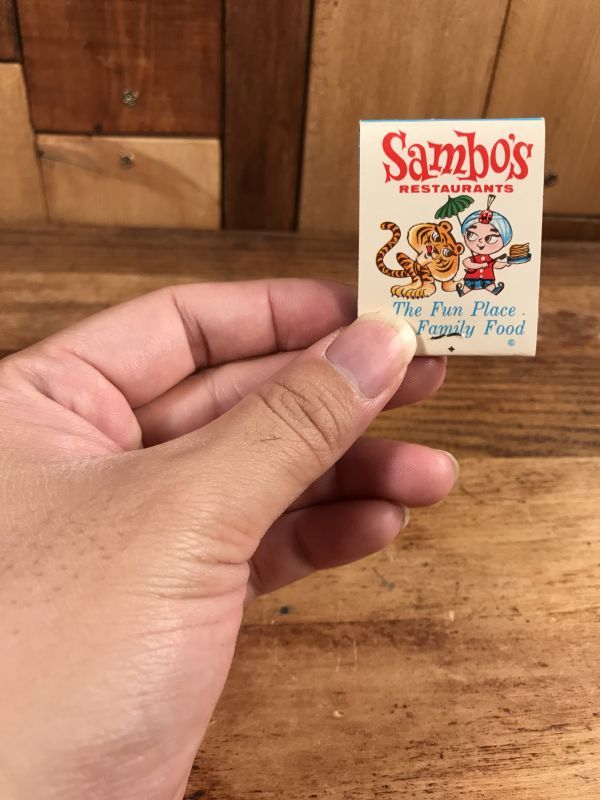 Sambo's
RESTAURANTS
The Fun Place
Family Food
©